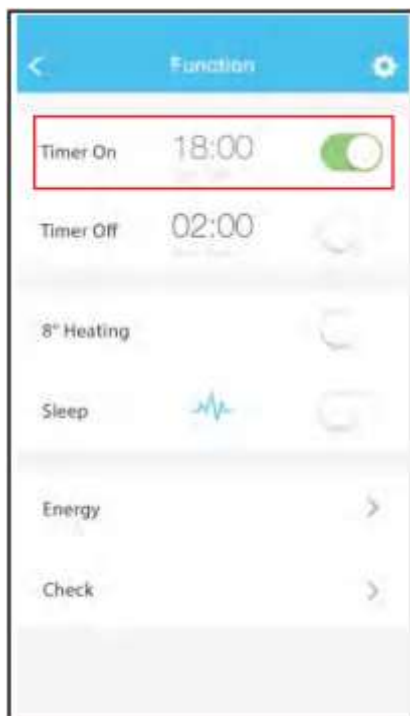 Function
Timer On 18:00
Timer Off 02:00
8° Heating
Sleep
Energy
Check